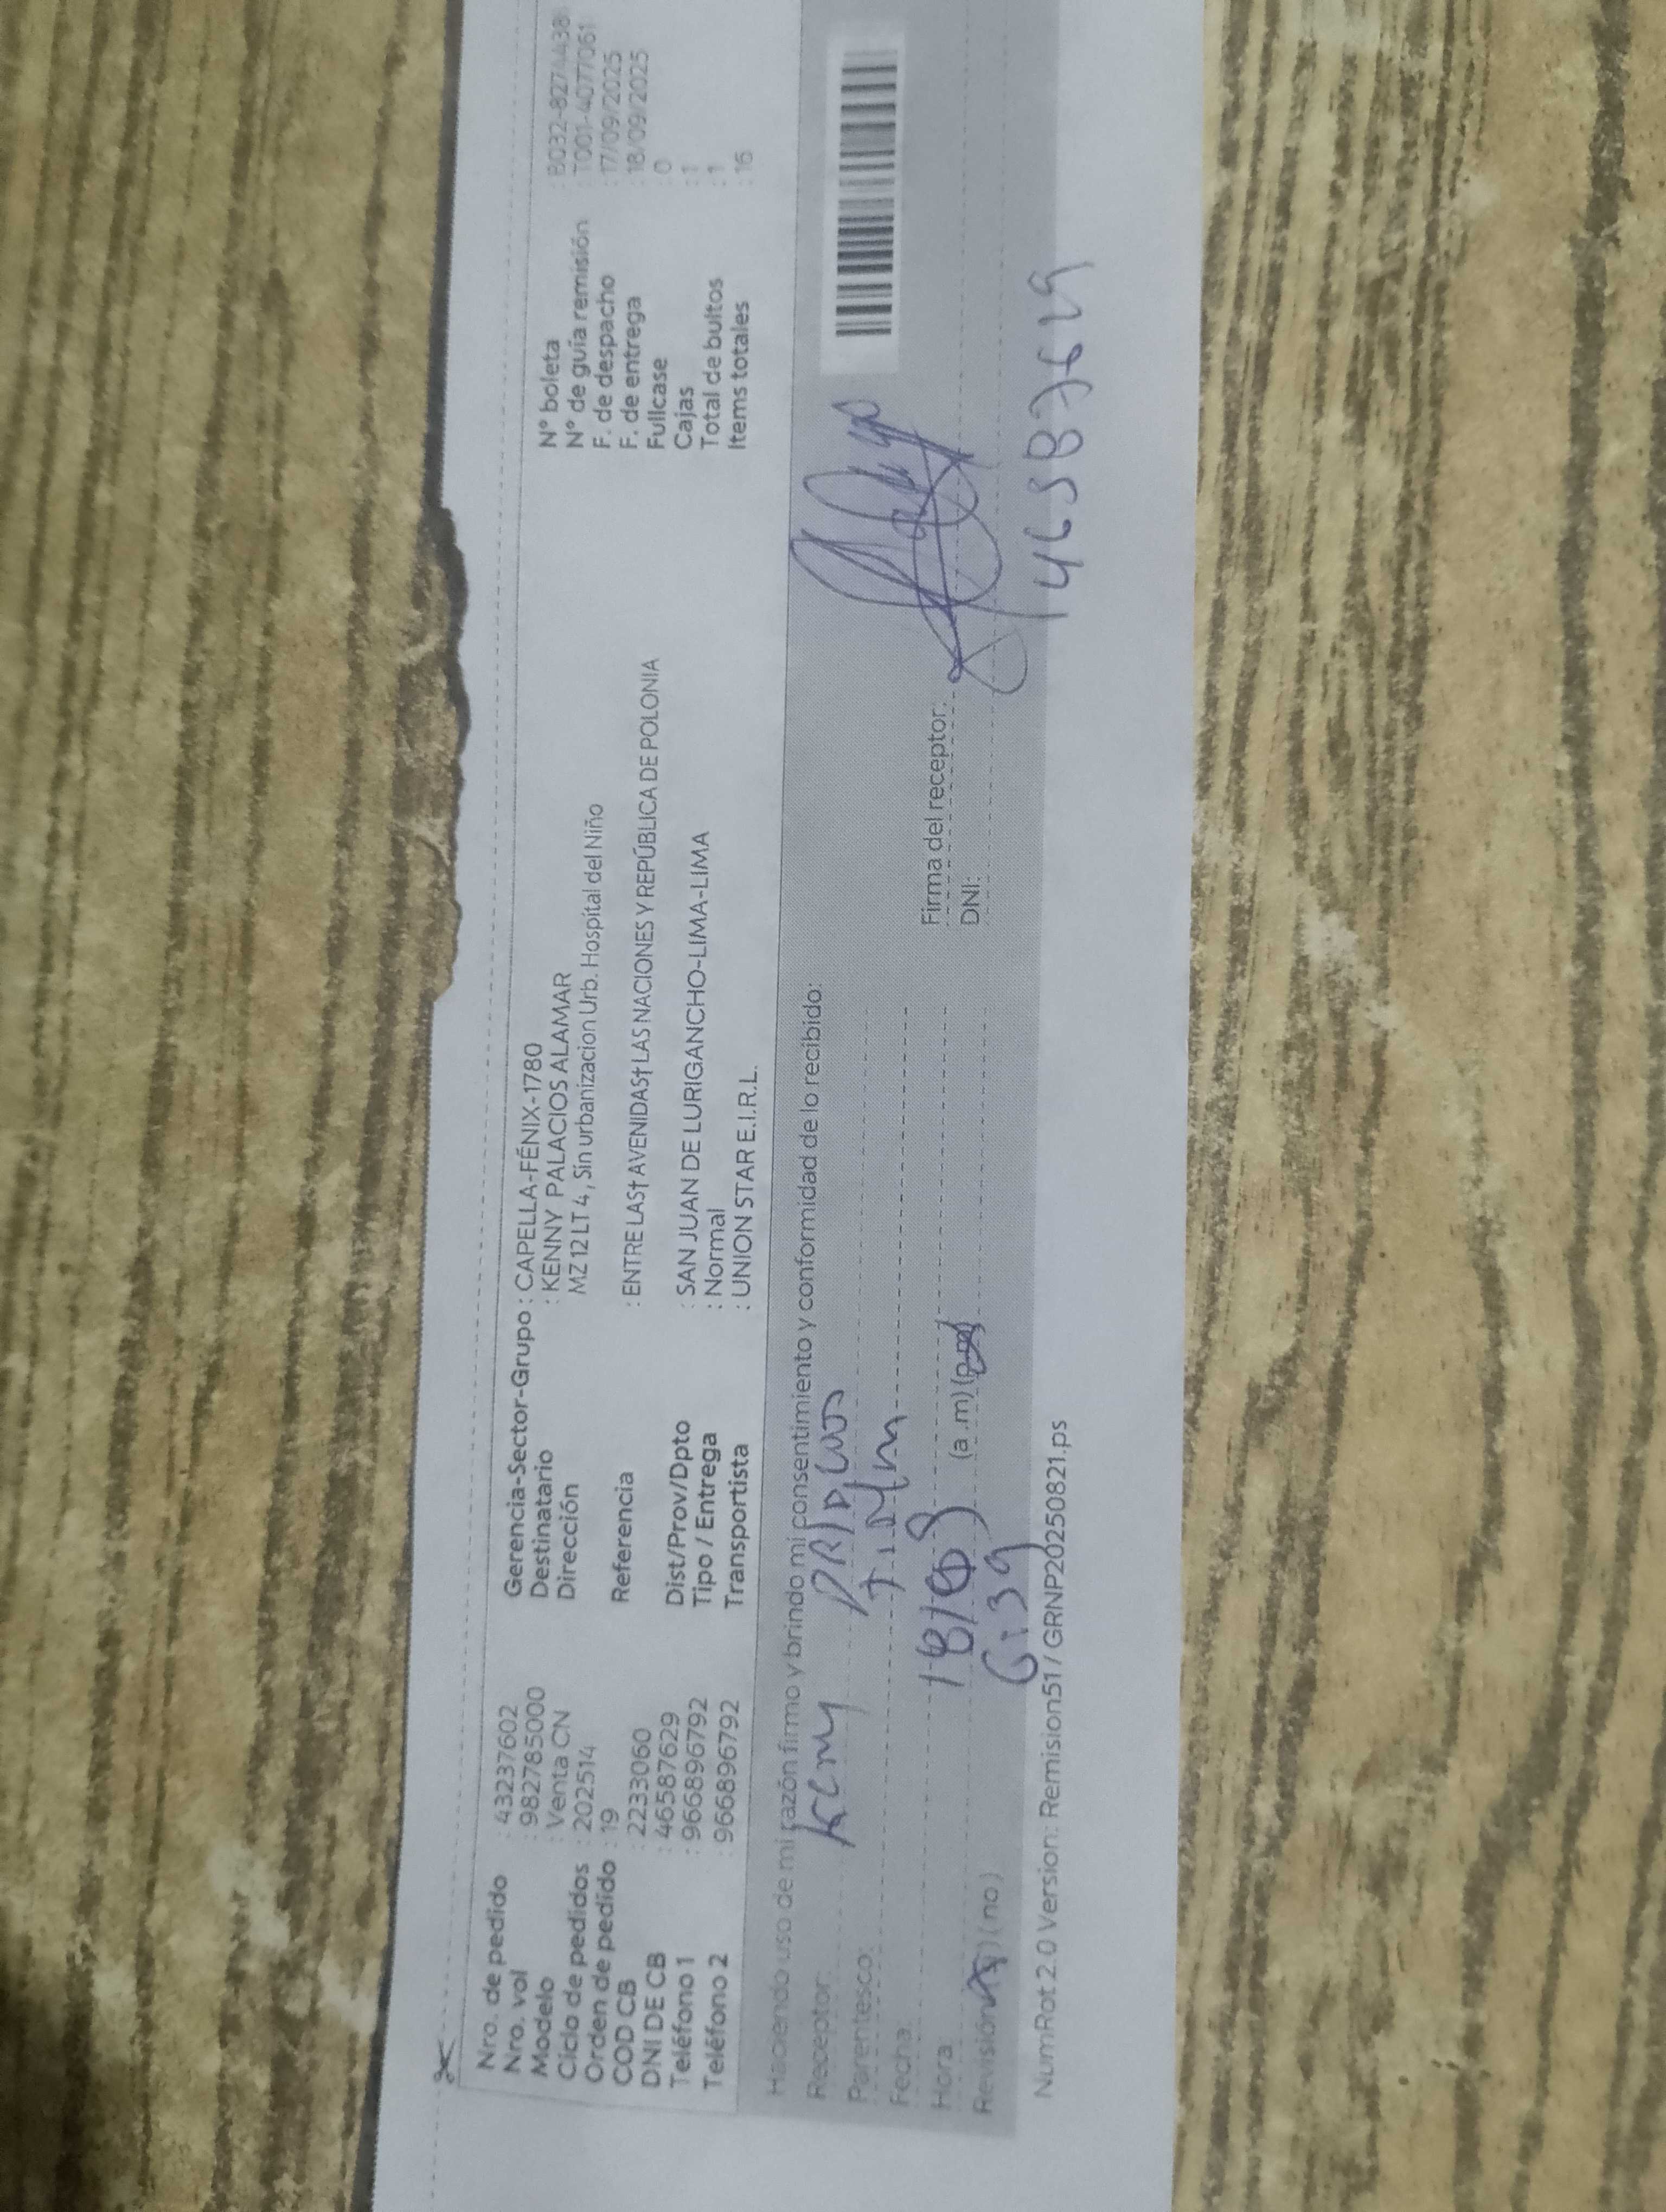 Nro. de pedido : 43237602
Nro. vol : 982785000
Modelo : Venta CN
Ciclo de pedidos : 202514
Orden de pedido : 19
COD CB : 2233060
DNI DE CB : 46587629
Teléfono 1 : 966896792
Teléfono 2 : 966896792
Gerencia-Sector-Grupo : CAPELLA-FÉNIX-1780
Destinatario : KENNY PALACIOS ALAMAR
Dirección MZ 12 LT 4, Sin urbanizacion Urb. Hospital del Niño
Referencia : ENTRE LAS† AVENIDAS† LAS NACIONES Y REPÚBLICA DE POLONIA
Dist/Prov/Dpto : SAN JUAN DE LURIGANCHO-LIMA-LIMA
Tipo / Entrega : Normal
Transportista : UNION STAR E.I.R.L.
N° boleta : B032-8274438
N° de guía remisión : T001-4077061
F. de despacho : 17/09/2025
F. de entrega : 18/09/2025
Fullcase : 0
Cajas : 1
Total de bultos : 1
Items totales : 16
Haciendo uso de mi razón firmo y brindo mi consentimiento y conformidad de lo recibido:
Receptor:
Parentesco:
Fecha:
Hora: 6:39 (a.m) (p.m)
Revisión (si) (no)
Firma del receptor:
DNI: 46587629
NumRot 2.0 Version: Remision51 / GRNP20250821.ps